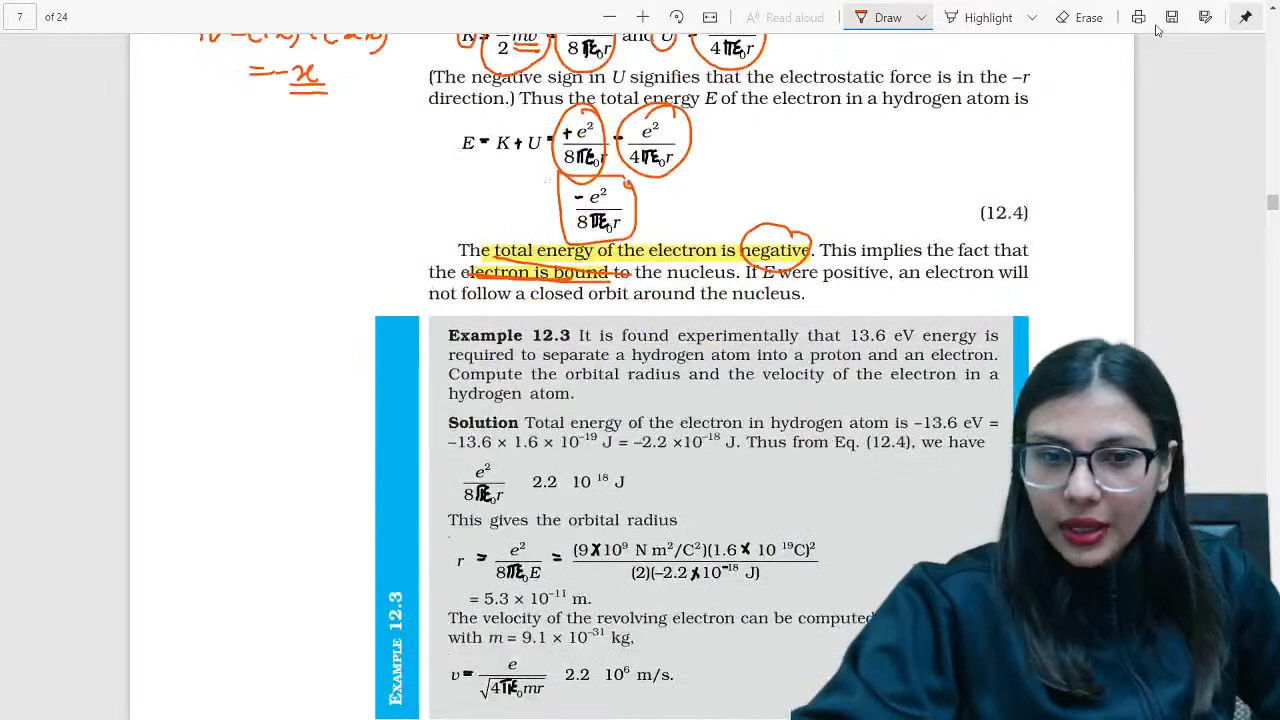 7 of 24
Read aloud
Draw
Highlight
Erase
= -x
K = 1/2 mv² = e²/8πε₀r and U = -e²/4πε₀r
(The negative sign in U signifies that the electrostatic force is in the –r
direction.) Thus the total energy E of the electron in a hydrogen atom is
E = K + U = +e²/8πε₀r - e²/4πε₀r
-e²/8πε₀r
(12.4)
The total energy of the electron is negative. This implies the fact that
the electron is bound to the nucleus. If E were positive, an electron will
not follow a closed orbit around the nucleus.
Example 12.3 It is found experimentally that 13.6 eV energy is
required to separate a hydrogen atom into a proton and an electron.
Compute the orbital radius and the velocity of the electron in a
hydrogen atom.
Solution Total energy of the electron in hydrogen atom is –13.6 eV =
–13.6 × 1.6 × 10⁻¹⁹ J = –2.2 ×10⁻¹⁸ J. Thus from Eq. (12.4), we have
e²/8πε₀r 2.2 10 ¹⁸ J
This gives the orbital radius
r = e²/8πε₀E = (9×10⁹ N m²/C²)(1.6× 10 ¹⁹C)²/(2)(–2.2×10⁻¹⁸ J)
= 5.3 × 10⁻¹¹ m.
The velocity of the revolving electron can be computed
with m = 9.1 × 10⁻³¹ kg,
v = e/√4πε₀mr 2.2 10⁶ m/s.
EXAMPLE 12.3